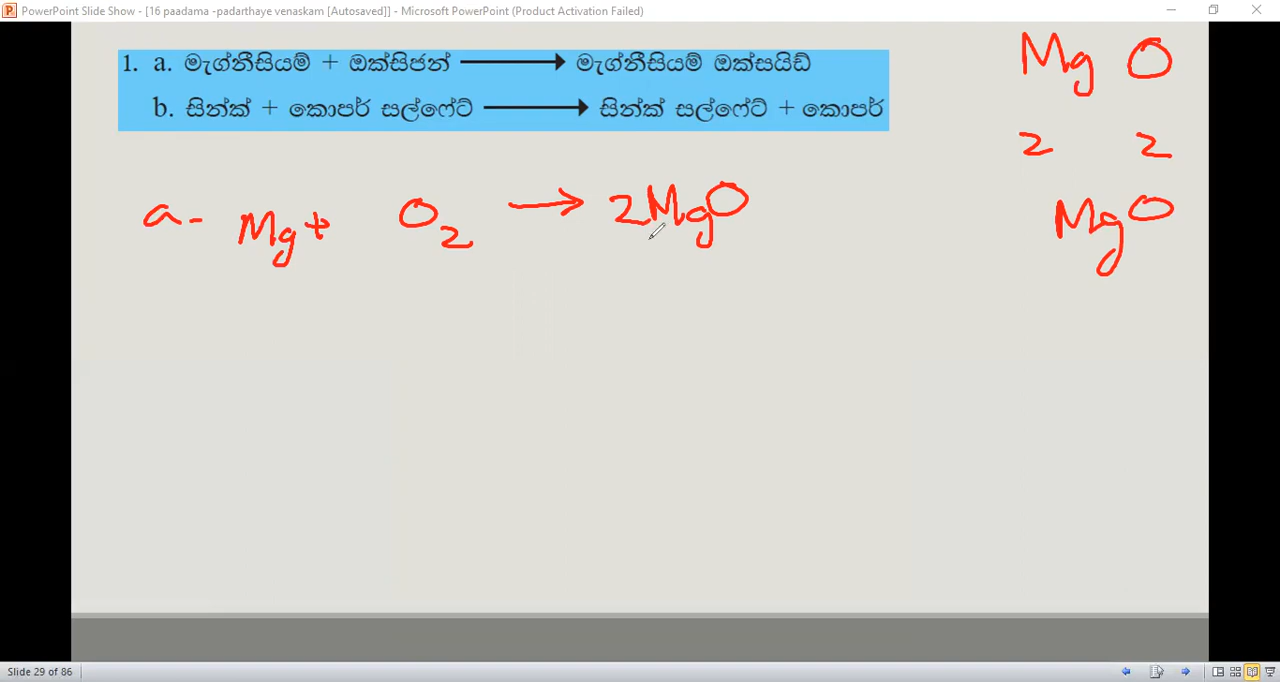 PowerPoint Slide Show - [16 paadama -padarthaye venaskam [Autosaved]] - Microsoft PowerPoint (Product Activation Failed)
1. a. මැග්නීසියම් + ඔක්සිජන් → මැග්නීසියම් ඔක්සයිඩ්
b. සින්ක් + කොපර් සල්ෆේට් → සින්ක් සල්ෆේට් + කොපර්
Mg O
2 2
a- Mg + O2 → 2MgO
MgO
Slide 29 of 86